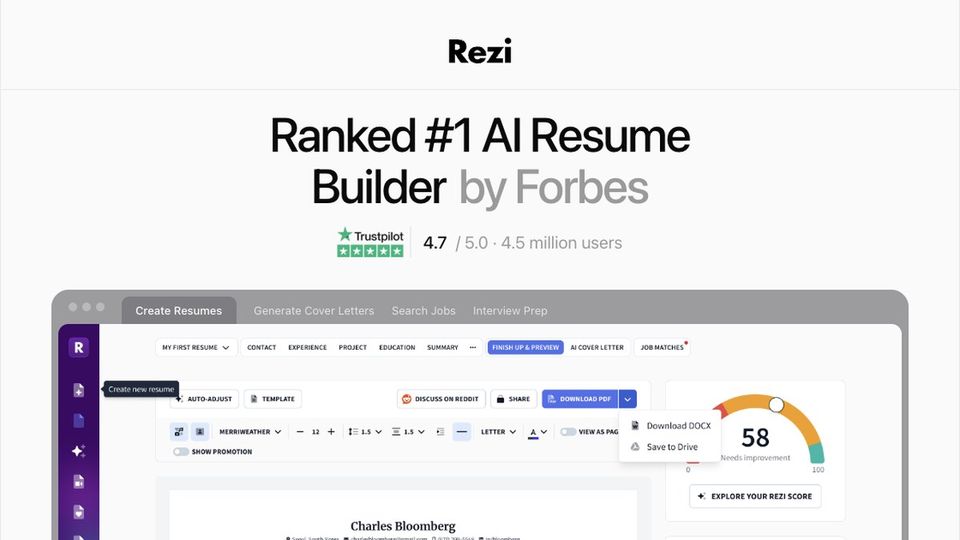 Rezi
Ranked #1 AI Resume
Builder by Forbes
Trustpilot
4.7 / 5.0 · 4.5 million users
Create Resumes Generate Cover Letters Search Jobs Interview Prep
R
MY FIRST RESUME CONTACT EXPERIENCE PROJECT EDUCATION SUMMARY ••• FINISH UP & PREVIEW AI COVER LETTER JOB MATCHES
Create new resume
AUTO-ADJUST TEMPLATE DISCUSS ON REDDIT SHARE DOWNLOAD PDF
MERRIWEATHER — 12 + 1.5 1.5 LETTER A VIEW AS PAG
SHOW PROMOTION
Download DOCX
Save to Drive
58
Needs improvement
0 100
EXPLORE YOUR REZI SCORE
Charles Bloomberg